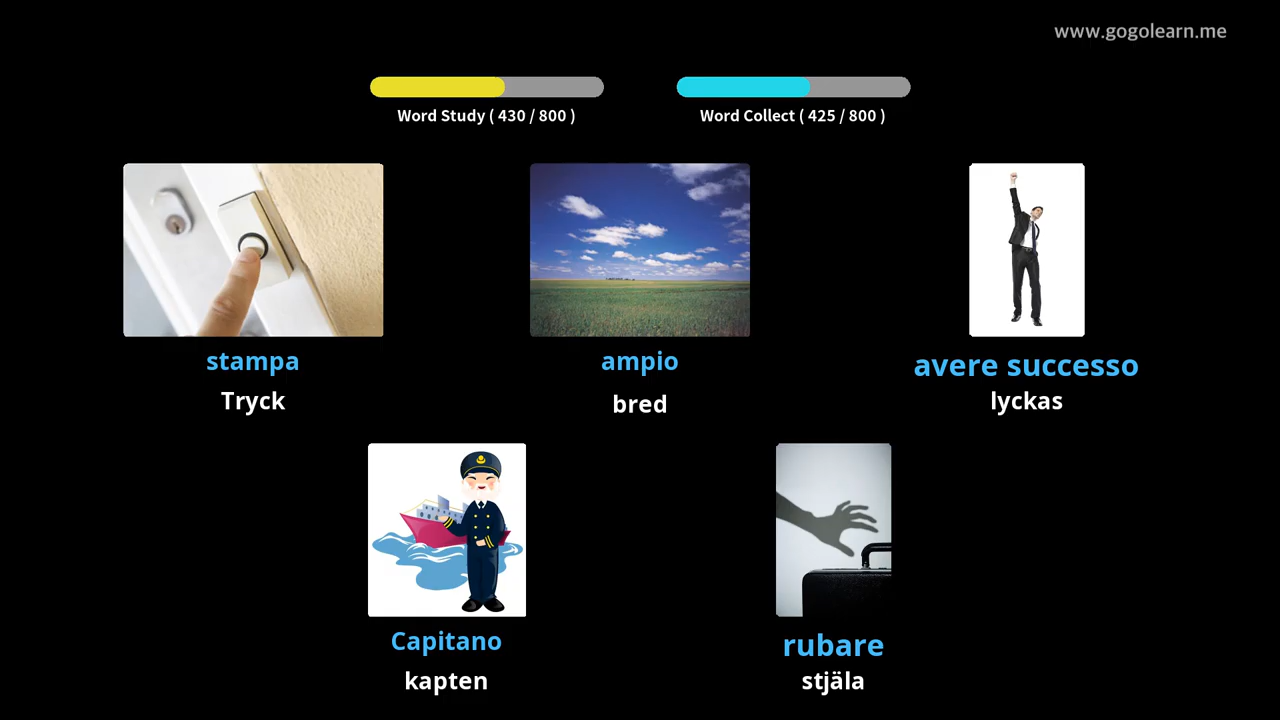 www.gogolearn.me
Word Study ( 430 / 800 )
Word Collect ( 425 / 800 )
stampa
Tryck
ampio
bred
avere successo
lyckas
Capitano
kapten
rubare
stjäla